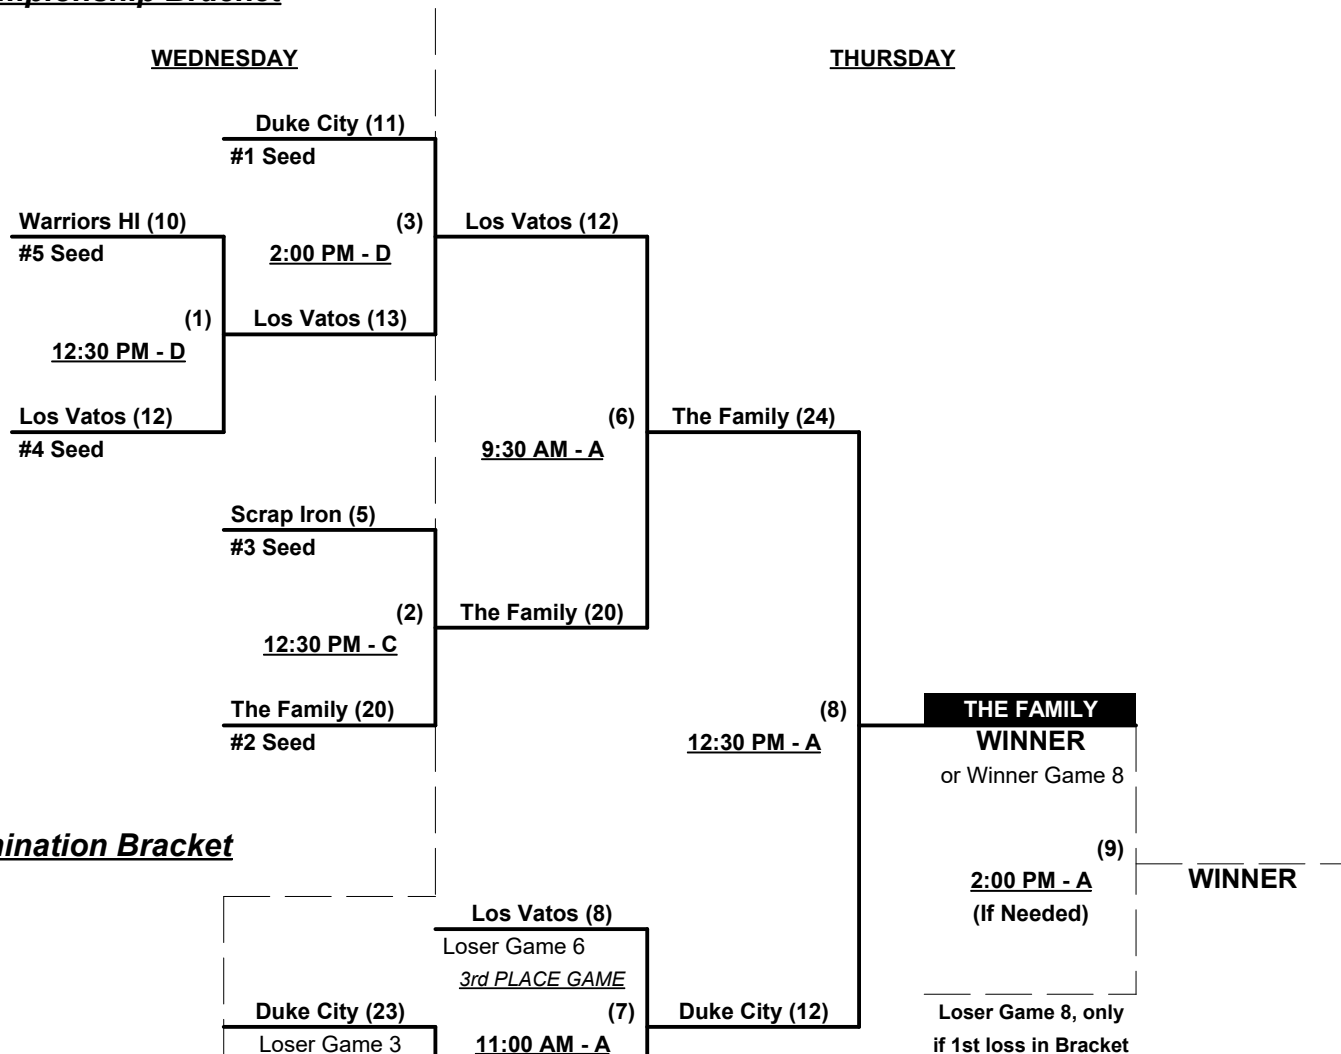 WEDNESDAY
THURSDAY
Duke City (11)
#1 Seed
Warriors HI (10)
(3)
Los Vatos (12)
#5 Seed
2:00 PM - D
(1)
Los Vatos (13)
12:30 PM - D
Los Vatos (12)
(6)
The Family (24)
#4 Seed
9:30 AM - A
Scrap Iron (5)
#3 Seed
(2)
The Family (20)
12:30 PM - C
The Family (20)
(8)
THE FAMILY
#2 Seed
12:30 PM - A
WINNER
or Winner Game 8
Bracket
(9)
2:00 PM - A
WINNER
(If Needed)
Los Vatos (8)
Loser Game 6
3rd PLACE GAME
Duke City (23)
(7)
Duke City (12)
Loser Game 8, only
Loser Game 3
11:00 AM - A
if 1st loss in Bracket